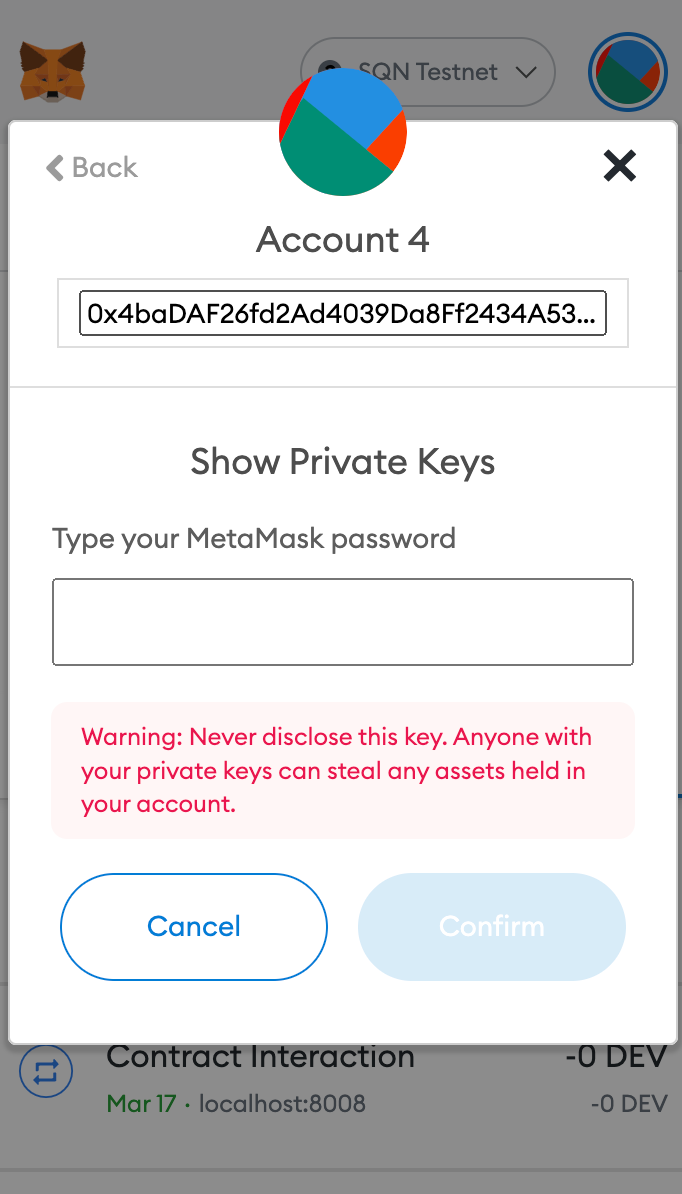 SQN Testnet
Back
Account 4
0x4baDAF26fd2Ad4039Da8Ff2434A53...
Show Private Keys
Type your MetaMask password
Warning: Never disclose this key. Anyone with
your private keys can steal any assets held in
your account.
Cancel
Confirm
Contract Interaction
-0 DEV
Mar 17 · localhost:8008
-0 DEV